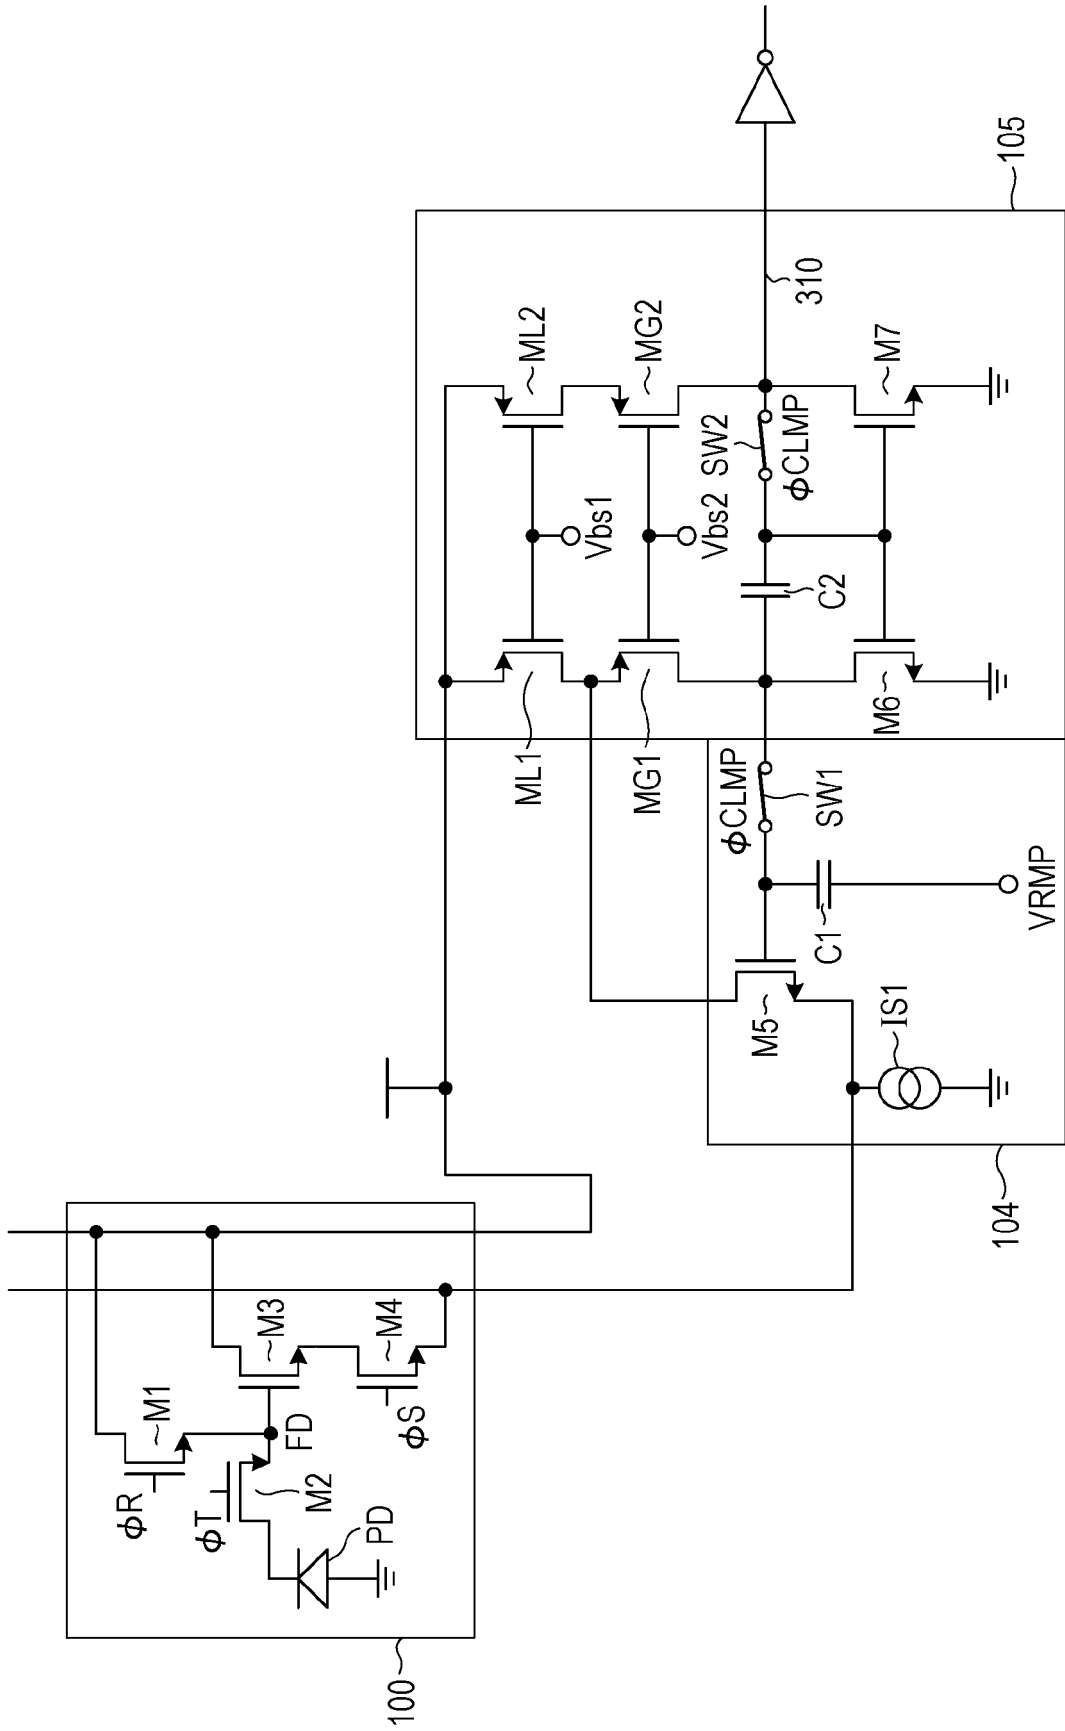 105
310
ML2
MG2
M7
SW2
ϕCLMP
Vbs1
Vbs2
C2
ML1
MG1
M6
ϕCLMP
SW1
VRMP
C1
M5
IS1
104
M3
M4
M1
FD
ϕS
M2
ϕR
ϕT
PD
100